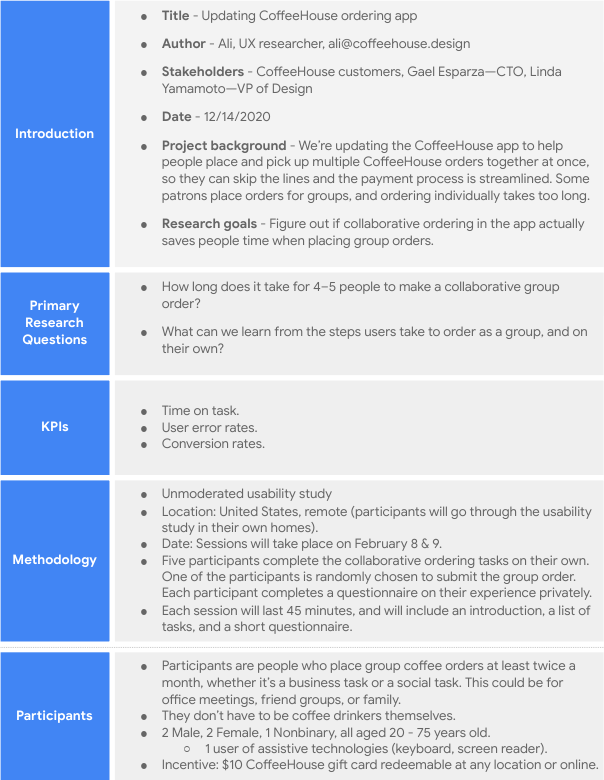 Introduction
● Title - Updating CoffeeHouse ordering app
● Author - Ali, UX researcher, ali@coffeehouse.design
● Stakeholders - CoffeeHouse customers, Gael Esparza—CTO, Linda
Yamamoto—VP of Design
● Date - 12/14/2020
● Project background - We're updating the CoffeeHouse app to help
people place and pick up multiple CoffeeHouse orders together at once,
so they can skip the lines and the payment process is streamlined. Some
patrons place orders for groups, and ordering individually takes too long.
● Research goals - Figure out if collaborative ordering in the app actually
saves people time when placing group orders.
Primary
Research
Questions
● How long does it take for 4–5 people to make a collaborative group
order?
● What can we learn from the steps users take to order as a group, and on
their own?
KPIs
● Time on task.
● User error rates.
● Conversion rates.
Methodology
● Unmoderated usability study
● Location: United States, remote (participants will go through the usability
study in their own homes).
● Date: Sessions will take place on February 8 & 9.
● Five participants complete the collaborative ordering tasks on their own.
One of the participants is randomly chosen to submit the group order.
Each participant completes a questionnaire on their experience privately.
● Each session will last 45 minutes, and will include an introduction, a list of
tasks, and a short questionnaire.
Participants
● Participants are people who place group coffee orders at least twice a
month, whether it's a business task or a social task. This could be for
office meetings, friend groups, or family.
● They don't have to be coffee drinkers themselves.
● 2 Male, 2 Female, 1 Nonbinary, all aged 20 - 75 years old.
○ 1 user of assistive technologies (keyboard, screen reader).
● Incentive: $10 CoffeeHouse gift card redeemable at any location or online.